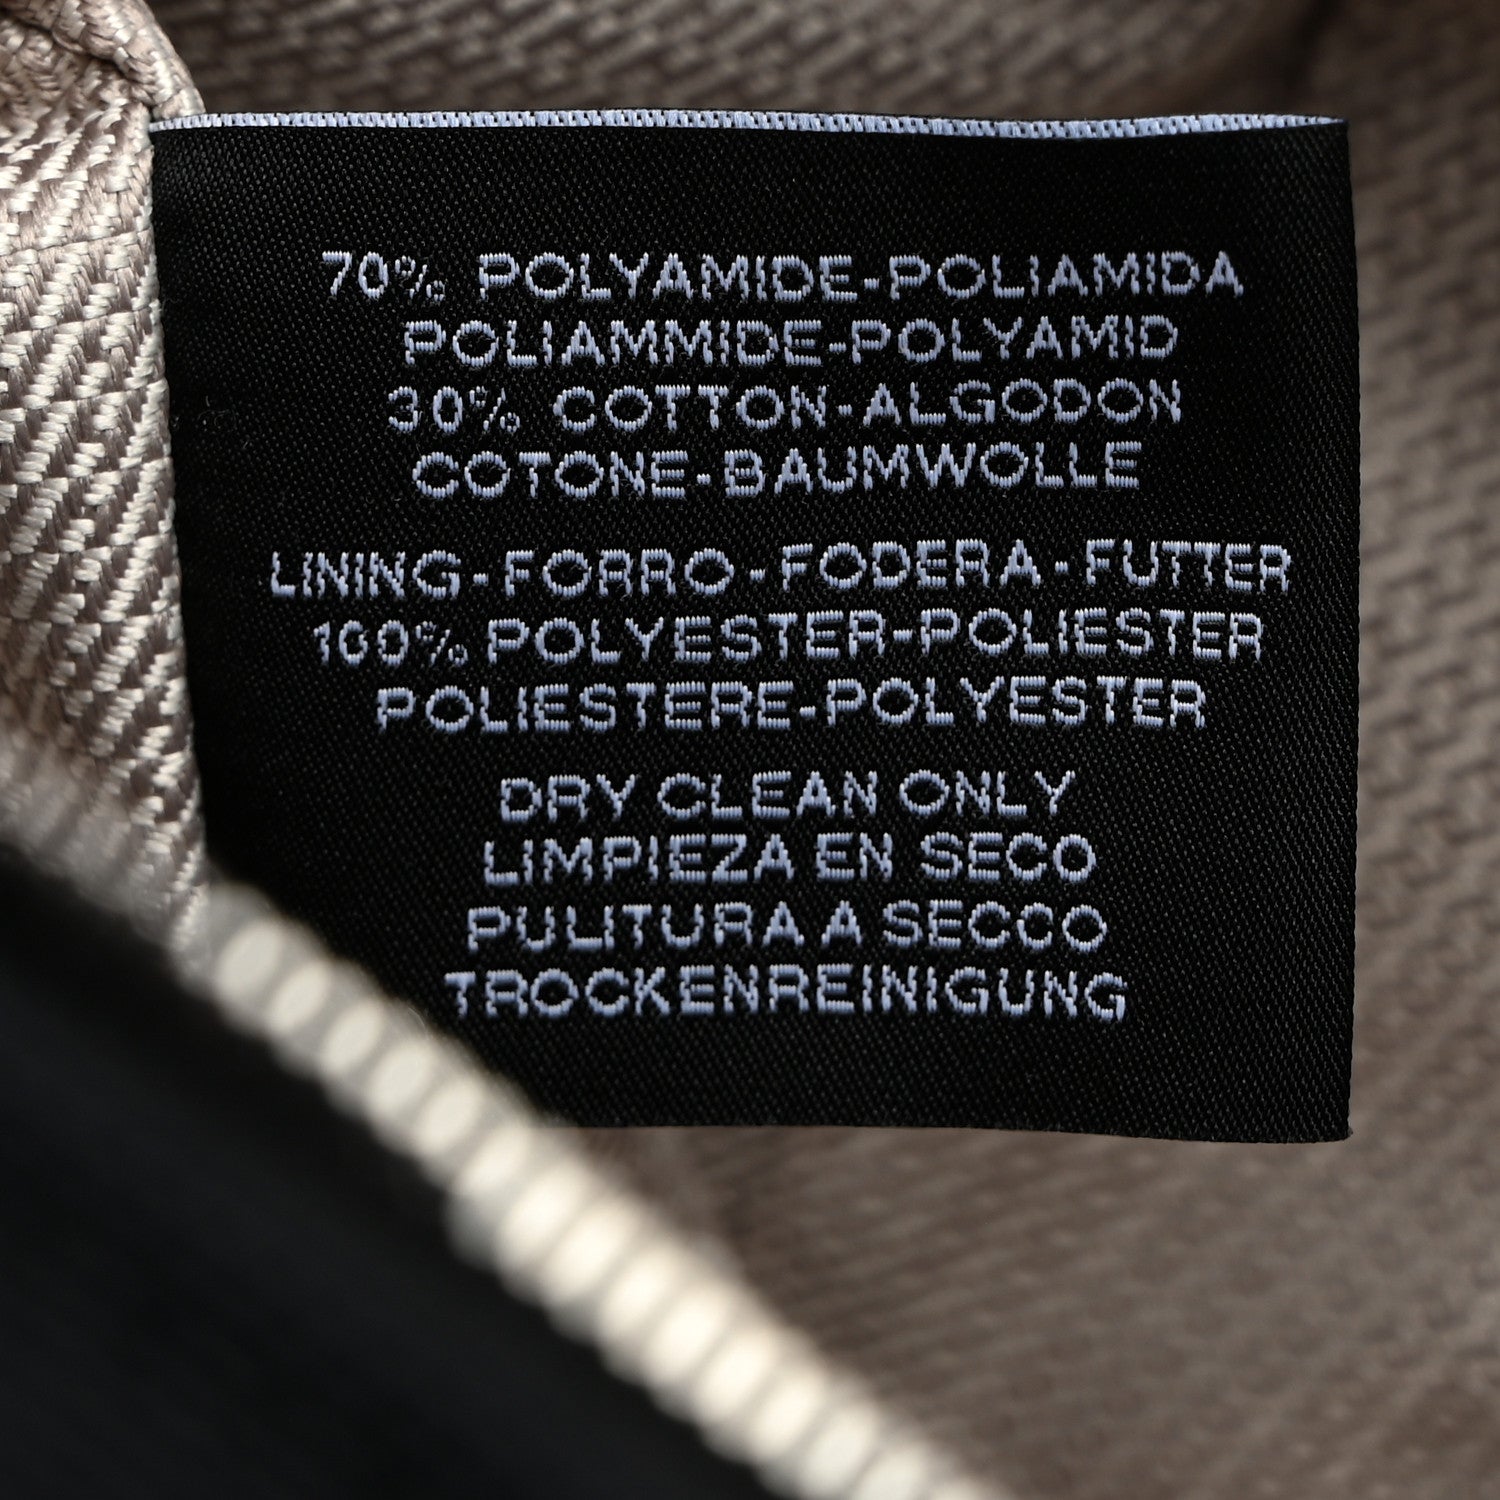 70% POLYAMIDE-POLIAMIDA
POLIAMMIDE-POLYAMID
30% COTTON-ALGODON
COTONE-BAUMWOLLE
LINING-FORRO-FODERA-FUTTER
100% POLYESTER-POLIESTER
POLIESTERE-POLYESTER
DRY CLEAN ONLY
LIMPIEZA EN SECO
PULITURA A SECCO
TROCKENREINIGUNG